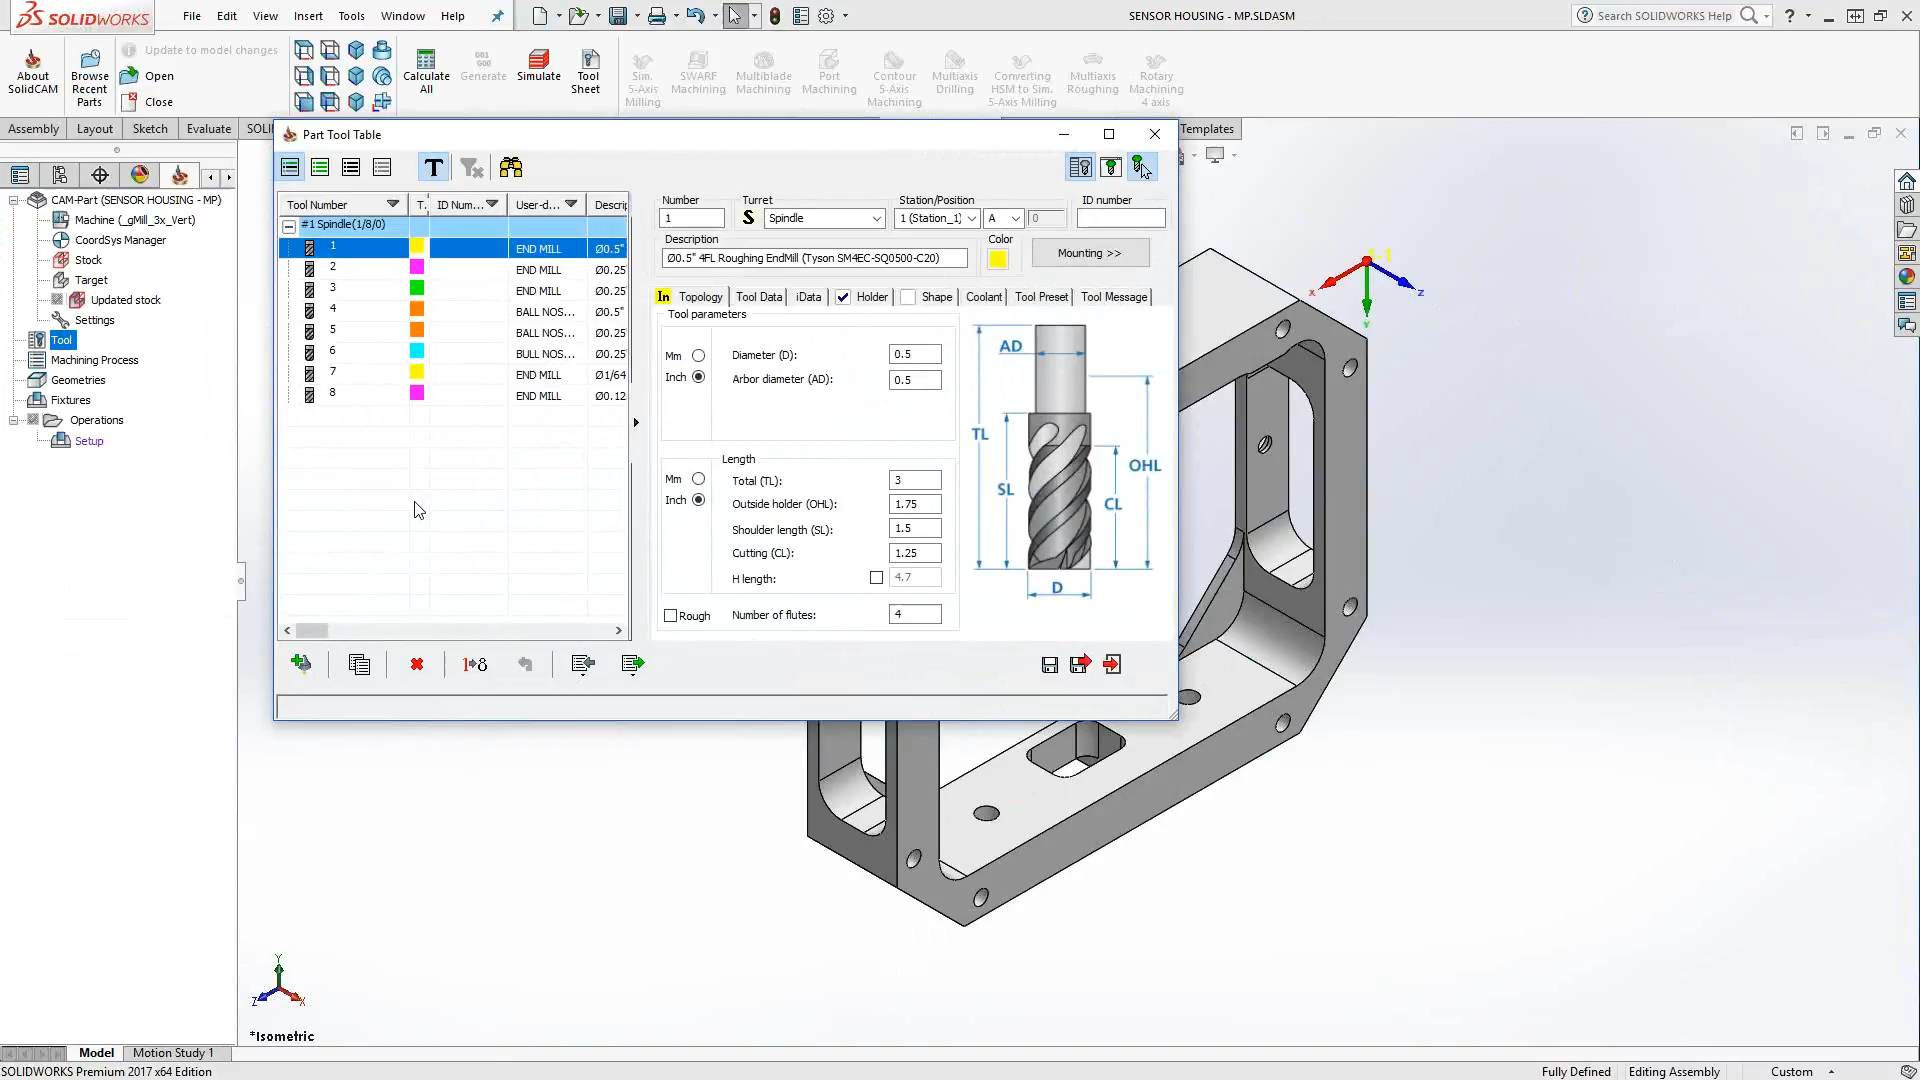 SOLIDWORKS
File Edit View Insert Tools Window Help
SENSOR HOUSING - MP.SLDASM
Search SOLIDWORKS Help
About SolidCAM
Browse Recent Parts
Update to model changes
Open
Close
Calculate All
G01 G00
Generate
Simulate
Tool Sheet
Sim. 5-Axis Milling
SWARF Machining
Multiblade Machining
Port Machining
Contour 5-Axis Machining
Multiaxis Drilling
Converting HSM to Sim. 5-Axis Milling
Multiaxis Roughing
Rotary Machining 4 axis
Assembly Layout Sketch Evaluate SOLI
Templates
CAM-Part (SENSOR HOUSING - MP)
Machine (_gMill_3x_Vert)
CoordSys Manager
Stock
Target
Updated stock
Settings
Tool
Machining Process
Geometries
Fixtures
Operations
Setup
Part Tool Table
T
Tool Number T. ID Num... User-d... Descrip
#1 Spindle(1/8/0)
1 END MILL Ø0.5"
2 END MILL Ø0.25"
3 END MILL Ø0.25"
4 BALL NOS... Ø0.5"
5 BALL NOS... Ø0.25"
6 BULL NOS... Ø0.25"
7 END MILL Ø1/64
8 END MILL Ø0.12
1→8
Number Turret Station/Position ID number
1 S Spindle 1 (Station_1) A 0
Description Color
Ø0.5" 4FL Roughing EndMill (Tyson SM4EC-SQ0500-C20)
Mounting >>
In Topology Tool Data iData Holder Shape Coolant Tool Preset Tool Message
Tool parameters
Mm
Inch
Diameter (D): 0.5
Arbor diameter (AD): 0.5
Length
Mm
Inch
Total (TL): 3
Outside holder (OHL): 1.75
Shoulder length (SL): 1.5
Cutting (CL): 1.25
H length: 4.7
Rough Number of flutes: 4
AD
TL
OHL
SL
CL
D
1-1
X Z
Y
Y
Z X
*Isometric
Model Motion Study 1
SOLIDWORKS Premium 2017 x64 Edition
Fully Defined Editing Assembly Custom